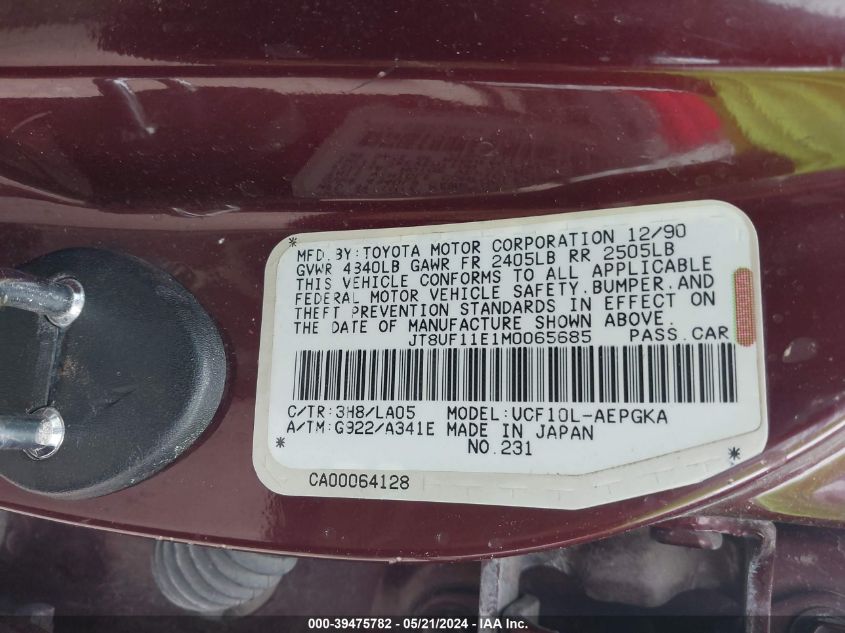 MFD. BY: TOYOTA MOTOR CORPORATION 12/90
GVWR 4840LB GAWR FR 2405LB RR 2505LB
THIS VEHICLE CONFORMS TO ALL APPLICABLE
FEDERAL MOTOR VEHICLE SAFETY, BUMPER, AND
THEFT PREVENTION STANDARDS IN EFFECT ON
THE DATE OF MANUFACTURE SHOWN ABOVE.
JT8UF11E1M0065685 PASS. CAR
C/TR: 3H8/LA05 MODEL: UCF10L-AEPGKA
A/TM: G922/A341E MADE IN JAPAN
NO. 231
CA00064128
000-39475782 - 05/21/2024 - COPYRIGHT © IAA, Inc.